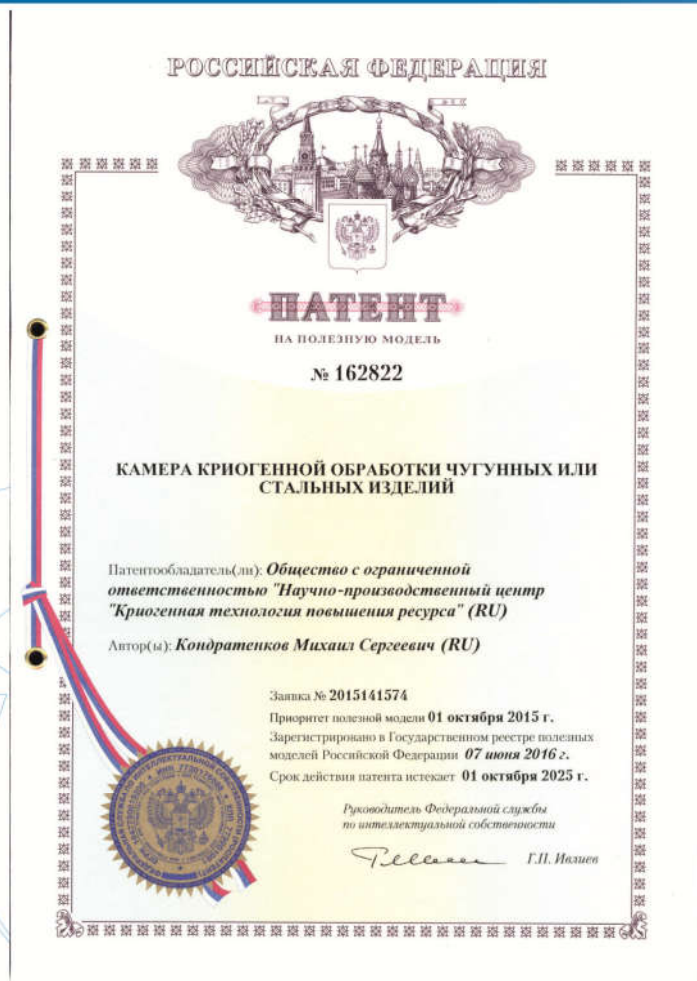 РОССИЙСКАЯ ФЕДЕРАЦИЯ
ПАТЕНТ
НА ПОЛЕЗНУЮ МОДЕЛЬ
№ 162822
КАМЕРА КРИОГЕННОЙ ОБРАБОТКИ ЧУГУННЫХ ИЛИ
СТАЛЬНЫХ ИЗДЕЛИЙ
Патентообладатель(ли): Общество с ограниченной
ответственностью "Научно-производственный центр
"Криогенная технология повышения ресурса" (RU)
Автор(ы): Кондратенков Михаил Сергеевич (RU)
Заявка № 2015141574
Приоритет полезной модели 01 октября 2015 г.
Зарегистрировано в Государственном реестре полезных
моделей Российской Федерации 07 июня 2016 г.
Срок действия патента истекает 01 октября 2025 г.
Руководитель Федеральной службы
по интеллектуальной собственности
Г.П. Ивлиев